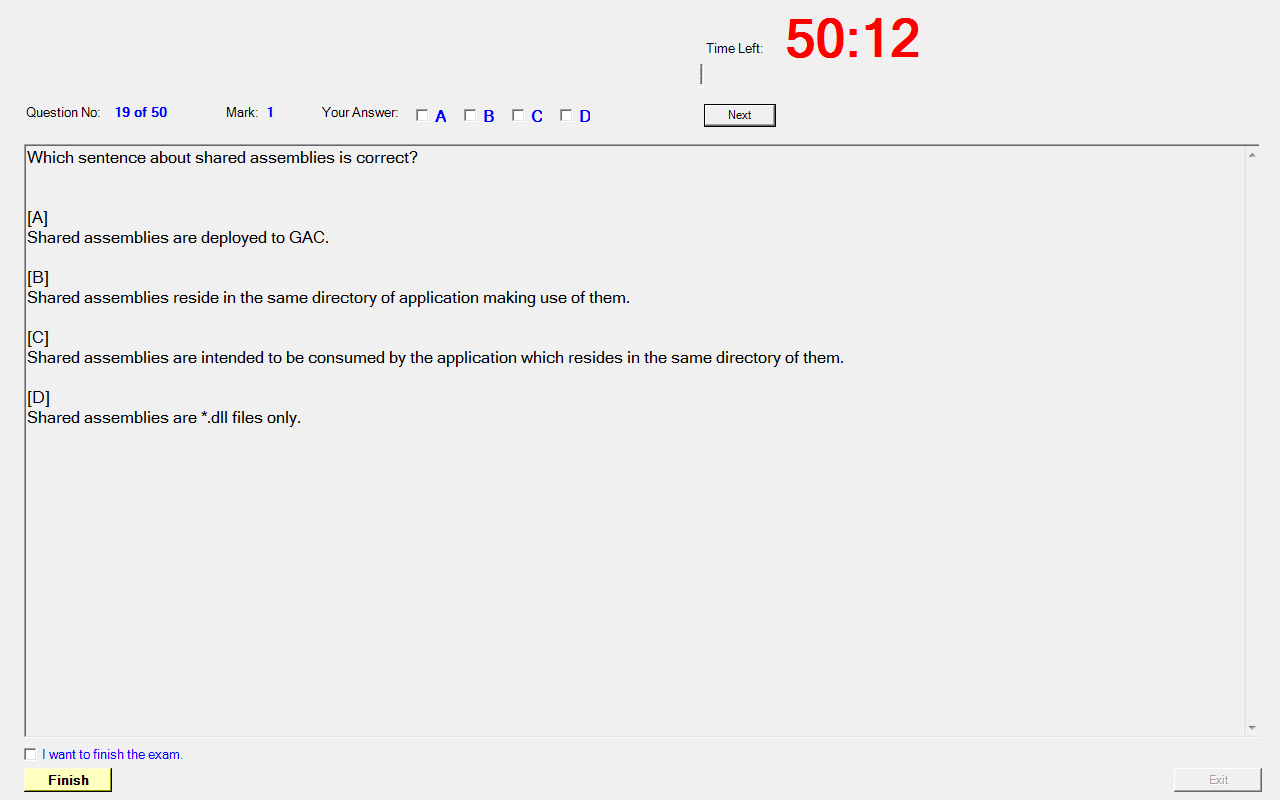 Time Left: 50:12
Question No: 19 of 50 Mark: 1 Your Answer: A B C D Next
Which sentence about shared assemblies is correct?
[A]
Shared assemblies are deployed to GAC.
[B]
Shared assemblies reside in the same directory of application making use of them.
[C]
Shared assemblies are intended to be consumed by the application which resides in the same directory of them.
[D]
Shared assemblies are *.dll files only.
I want to finish the exam.
Finish Exit